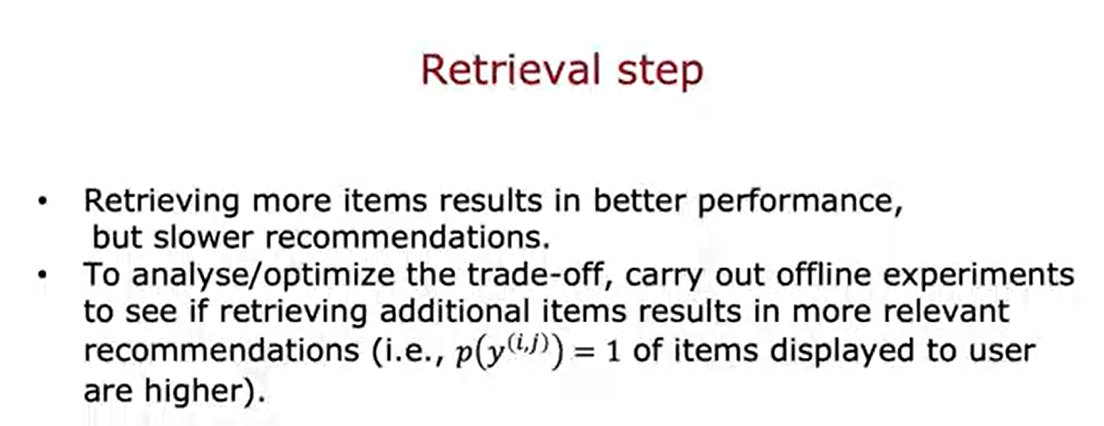 Retrieval step
• Retrieving more items results in better performance,
but slower recommendations.
• To analyse/optimize the trade-off, carry out offline experiments
to see if retrieving additional items results in more relevant
recommendations (i.e., p(y^(i,j)) = 1 of items displayed to user
are higher).